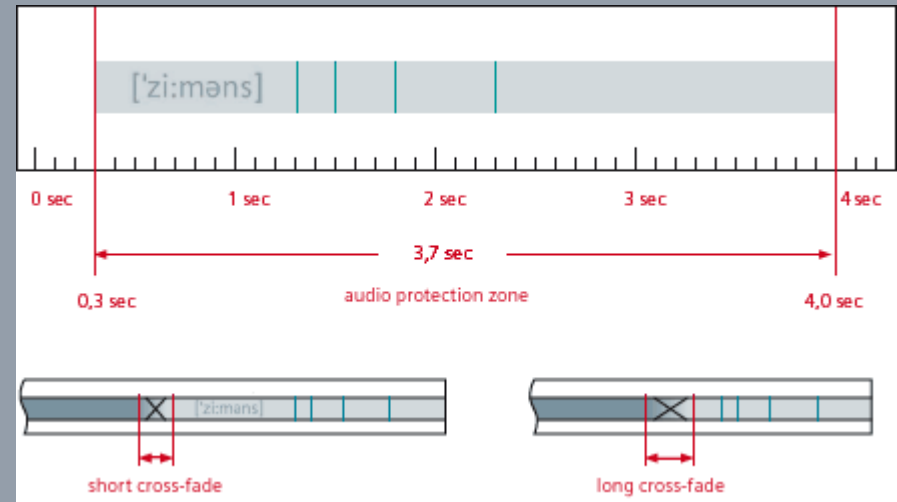 ['zi:məns]
0 sec 1 sec 2 sec 3 sec 4 sec
3,7 sec
0,3 sec audio protection zone 4,0 sec
['zi:məns]
short cross-fade long cross-fade